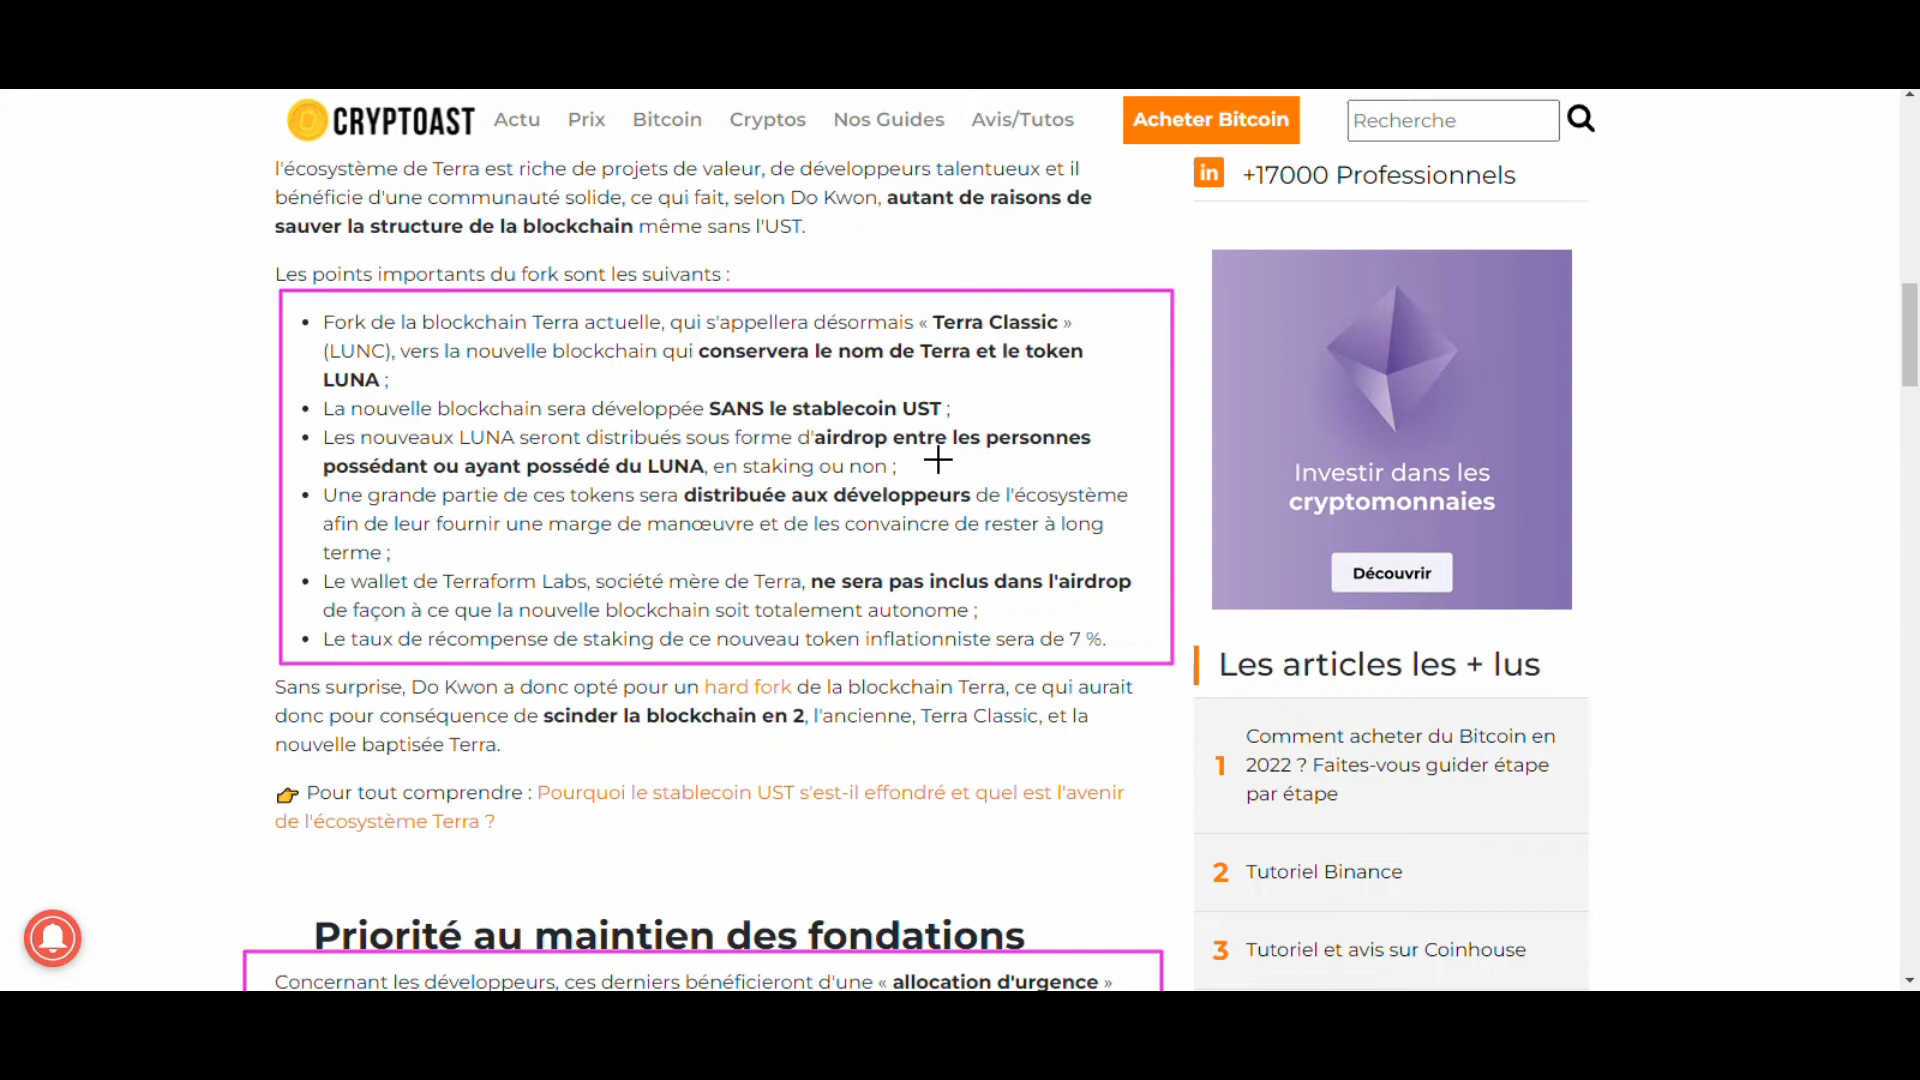 CRYPTOAST Actu Prix Bitcoin Cryptos Nos Guides Avis/Tutos Acheter Bitcoin Recherche
l'écosystème de Terra est riche de projets de valeur, de développeurs talentueux et il
bénéficie d'une communauté solide, ce qui fait, selon Do Kwon, autant de raisons de
sauver la structure de la blockchain même sans l'UST.
Les points importants du fork sont les suivants :
• Fork de la blockchain Terra actuelle, qui s'appellera désormais « Terra Classic »
(LUNC), vers la nouvelle blockchain qui conservera le nom de Terra et le token
LUNA ;
• La nouvelle blockchain sera développée SANS le stablecoin UST ;
• Les nouveaux LUNA seront distribués sous forme d'airdrop entre les personnes
possédant ou ayant possédé du LUNA, en staking ou non ;
• Une grande partie de ces tokens sera distribuée aux développeurs de l'écosystème
afin de leur fournir une marge de manœuvre et de les convaincre de rester à long
terme ;
• Le wallet de Terraform Labs, société mère de Terra, ne sera pas inclus dans l'airdrop
de façon à ce que la nouvelle blockchain soit totalement autonome ;
• Le taux de récompense de staking de ce nouveau token inflationniste sera de 7 %.
Sans surprise, Do Kwon a donc opté pour un hard fork de la blockchain Terra, ce qui aurait
donc pour conséquence de scinder la blockchain en 2, l'ancienne, Terra Classic, et la
nouvelle baptisée Terra.
Pour tout comprendre : Pourquoi le stablecoin UST s'est-il effondré et quel est l'avenir
de l'écosystème Terra ?
Priorité au maintien des fondations
Concernant les développeurs, ces derniers bénéficieront d'une « allocation d'urgence »
in +17000 Professionnels
Investir dans les
cryptomonnaies
Découvrir
Les articles les + lus
1 Comment acheter du Bitcoin en
2022 ? Faites-vous guider étape
par étape
2 Tutoriel Binance
3 Tutoriel et avis sur Coinhouse